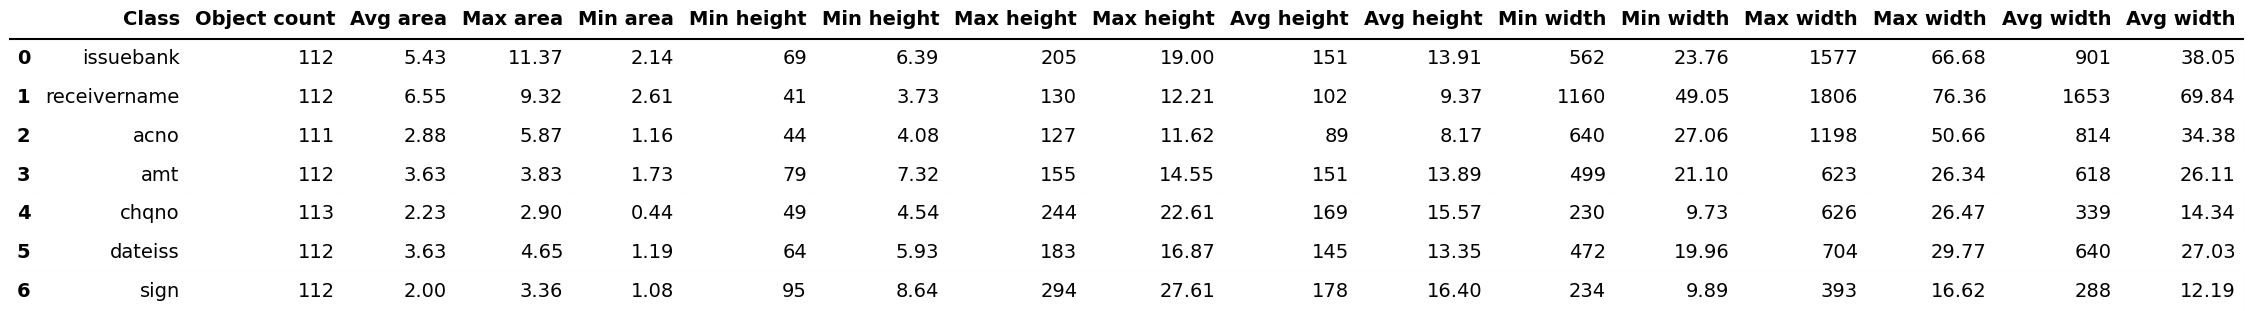 Class Object count Avg area Max area Min area Min height Min height Max height Max height Avg height Avg height Min width Min width Max width Max width Avg width Avg width
0 issuebank 112 5.43 11.37 2.14 69 6.39 205 19.00 151 13.91 562 23.76 1577 66.68 901 38.05
1 receivername 112 6.55 9.32 2.61 41 3.73 130 12.21 102 9.37 1160 49.05 1806 76.36 1653 69.84
2 acno 111 2.88 5.87 1.16 44 4.08 127 11.62 89 8.17 640 27.06 1198 50.66 814 34.38
3 amt 112 3.63 3.83 1.73 79 7.32 155 14.55 151 13.89 499 21.10 623 26.34 618 26.11
4 chqno 113 2.23 2.90 0.44 49 4.54 244 22.61 169 15.57 230 9.73 626 26.47 339 14.34
5 dateiss 112 3.63 4.65 1.19 64 5.93 183 16.87 145 13.35 472 19.96 704 29.77 640 27.03
6 sign 112 2.00 3.36 1.08 95 8.64 294 27.61 178 16.40 234 9.89 393 16.62 288 12.19